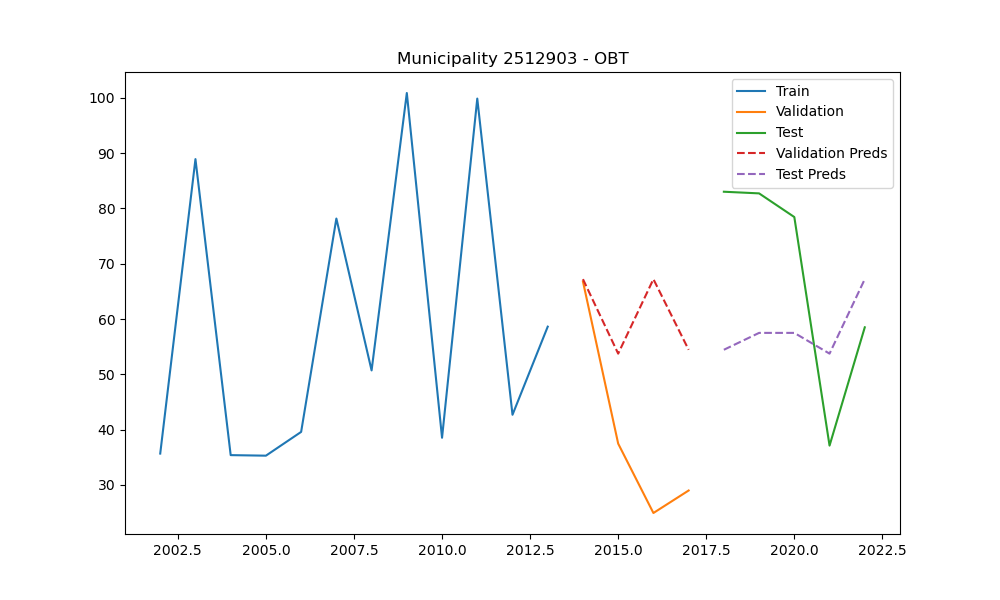 Municipality 2512903 - OBT
Train
Validation
Test
Validation Preds
Test Preds
100
90
80
70
60
50
40
30
2002.5 2005.0 2007.5 2010.0 2012.5 2015.0 2017.5 2020.0 2022.5